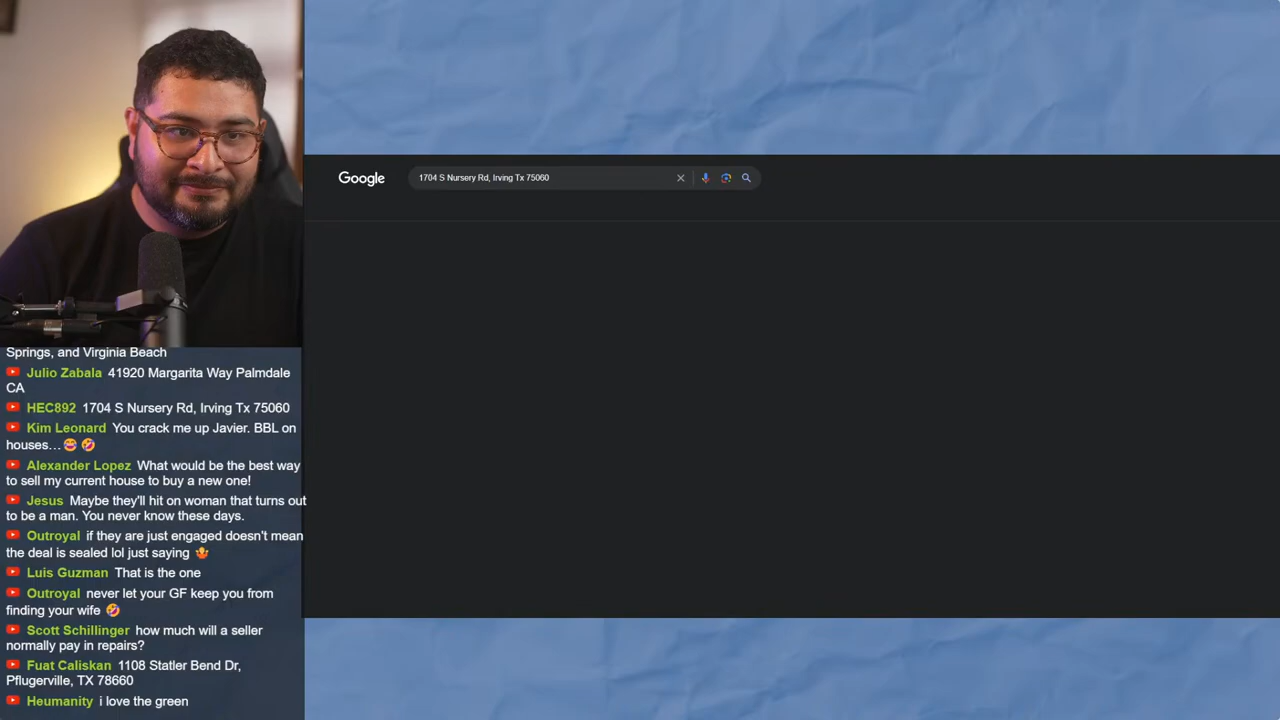 Google
1704 S Nursery Rd, Irving Tx 75060
Springs, and Virginia Beach
Julio Zabala 41920 Margarita Way Palmdale
CA
HEC892 1704 S Nursery Rd, Irving Tx 75060
Kim Leonard You crack me up Javier. BBL on
houses…😂 🤣
Alexander Lopez What would be the best way
to sell my current house to buy a new one!
Jesus Maybe they'll hit on woman that turns out
to be a man. You never know these days.
Outroyal if they are just engaged doesn't mean
the deal is sealed lol just saying 🤷
Luis Guzman That is the one
Outroyal never let your GF keep you from
finding your wife 🤣
Scott Schillinger how much will a seller
normally pay in repairs?
Fuat Caliskan 1108 Statler Bend Dr,
Pflugerville, TX 78660
Heumanity i love the green